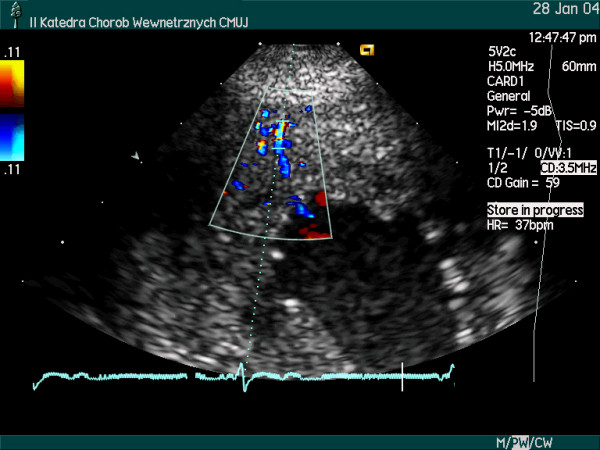 28 Jan 04
II Katedra Chorob Wewnetrznych CMUJ
12:47:47 pm
.11
5V2c
H5.0MHz 60mm
CARD1
General
Pwr= -5dB
MI2d=1.9 TIS=0.9
T1/-1/ 0/VV:1
1/2 CD:3.5MHz
CD Gain = 59
.11
Store in progress
HR= 37bpm
M/PW/CW